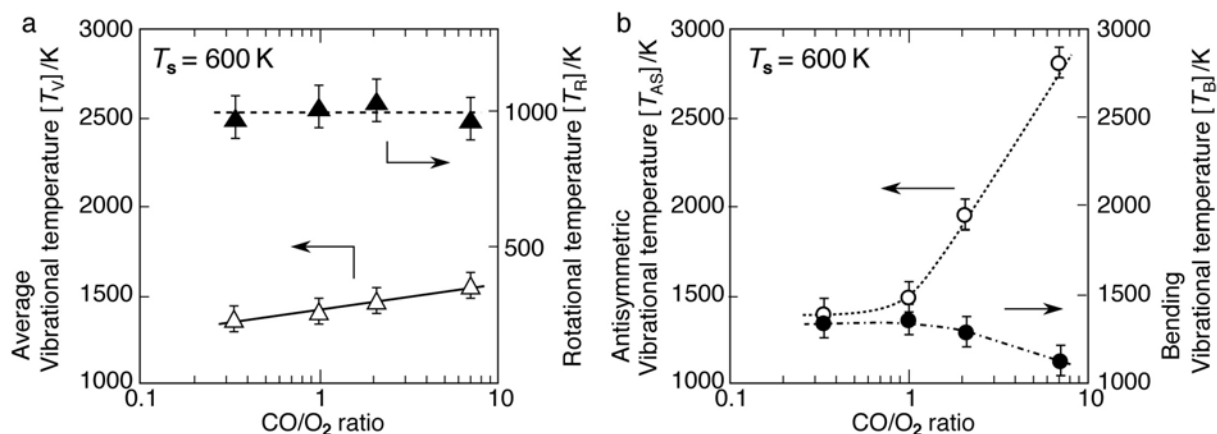 a
T_s = 600 K
3000
2500
2000
1500
1000
Average
Vibrational temperature [T_V]/K
1000
500
Rotational temperature [T_R]/K
0.1
1
10
CO/O₂ ratio
b
T_s = 600 K
3000
2500
2000
1500
1000
Antisymmetric
Vibrational temperature [T_AS]/K
3000
2500
2000
1500
1000
Bending
Vibrational temperature [T_B]/K
0.1
1
10
CO/O₂ ratio